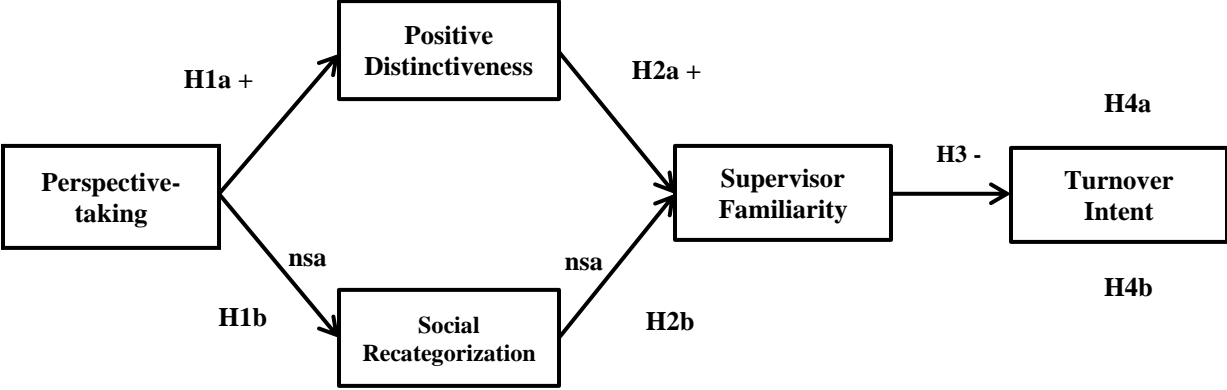 Positive
Distinctiveness
H1a +
H2a +
H4a
Perspective-
taking
Supervisor
Familiarity
H3 -
Turnover
Intent
nsa
nsa
H1b
H2b
H4b
Social
Recategorization